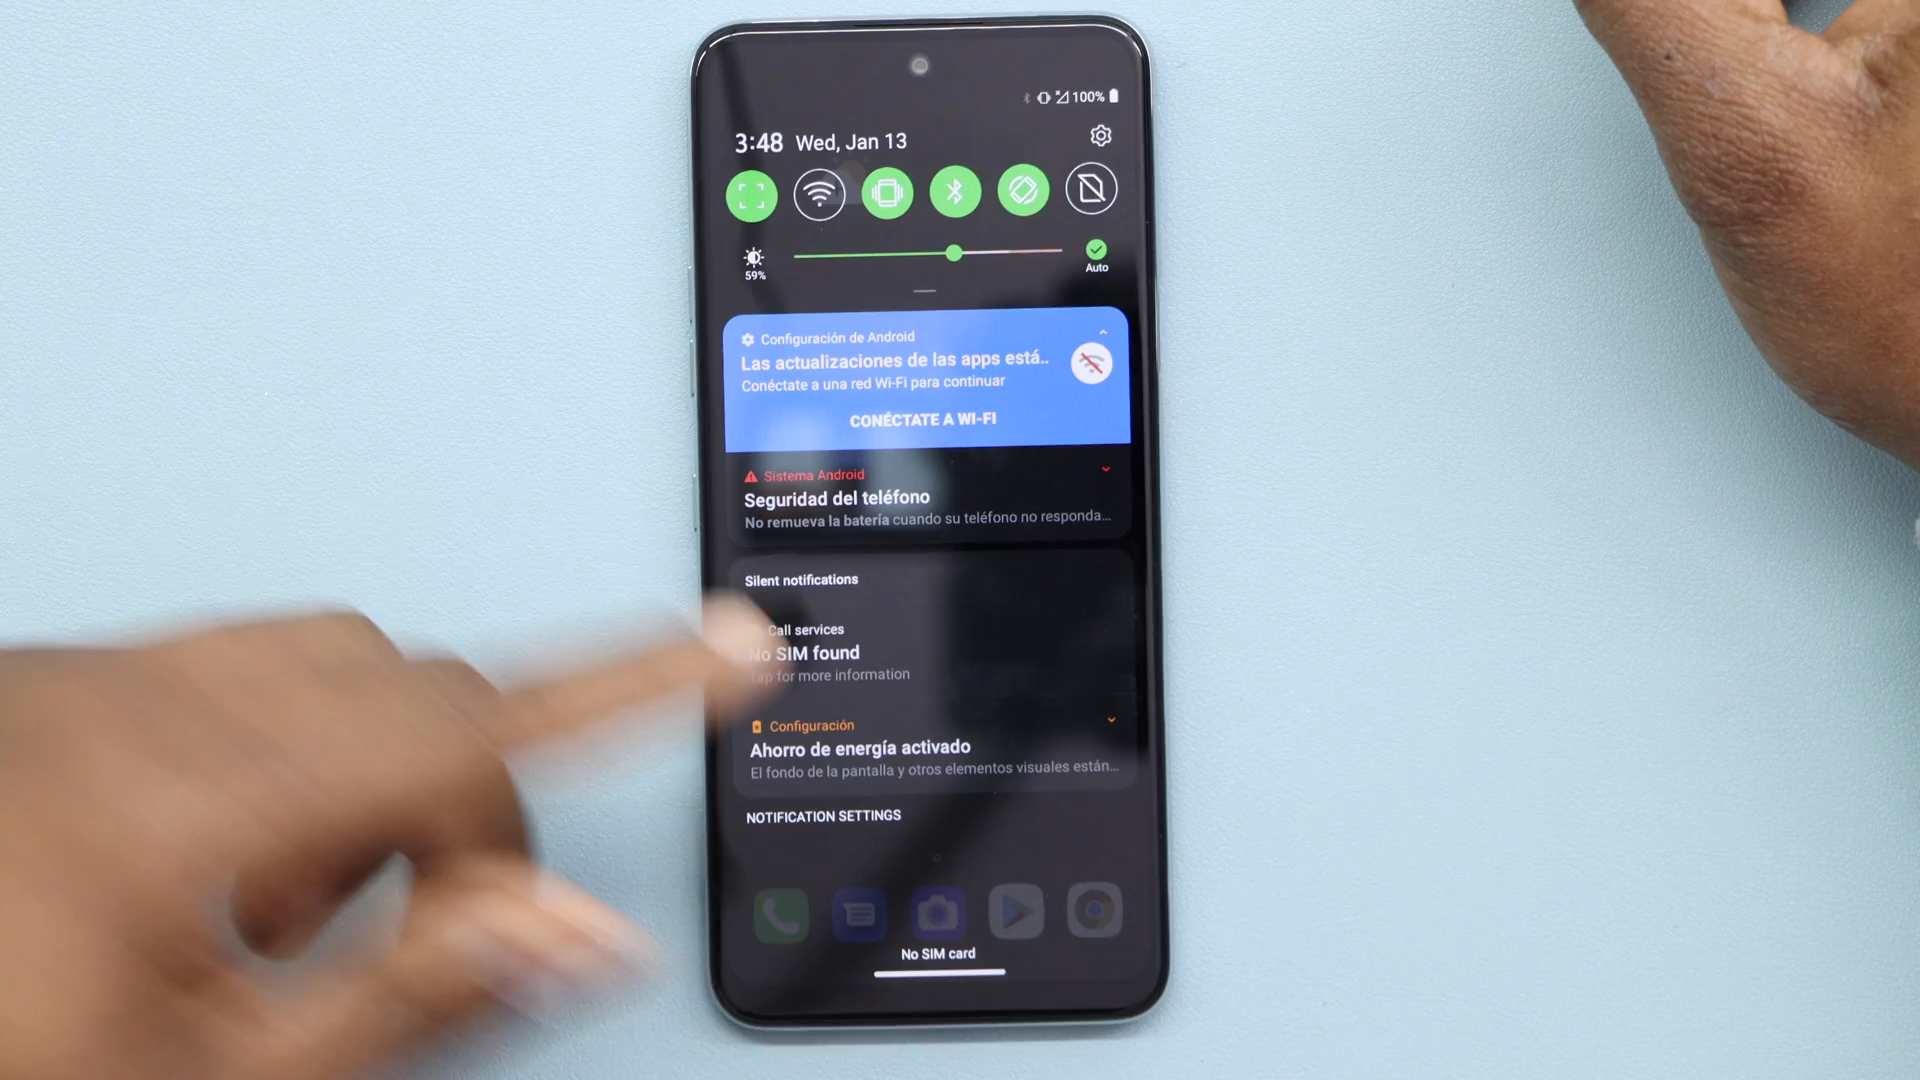 100%
3:48 Wed, Jan 13
59%
Auto
Configuración de Android
Las actualizaciones de las apps está..
Conéctate a una red Wi-Fi para continuar
CONÉCTATE A WI-FI
Sistema Android
Seguridad del teléfono
No remueva la batería cuando su teléfono no responda...
Silent notifications
Call services
No SIM found
Tap for more information
Configuración
Ahorro de energía activado
El fondo de la pantalla y otros elementos visuales están...
NOTIFICATION SETTINGS
No SIM card